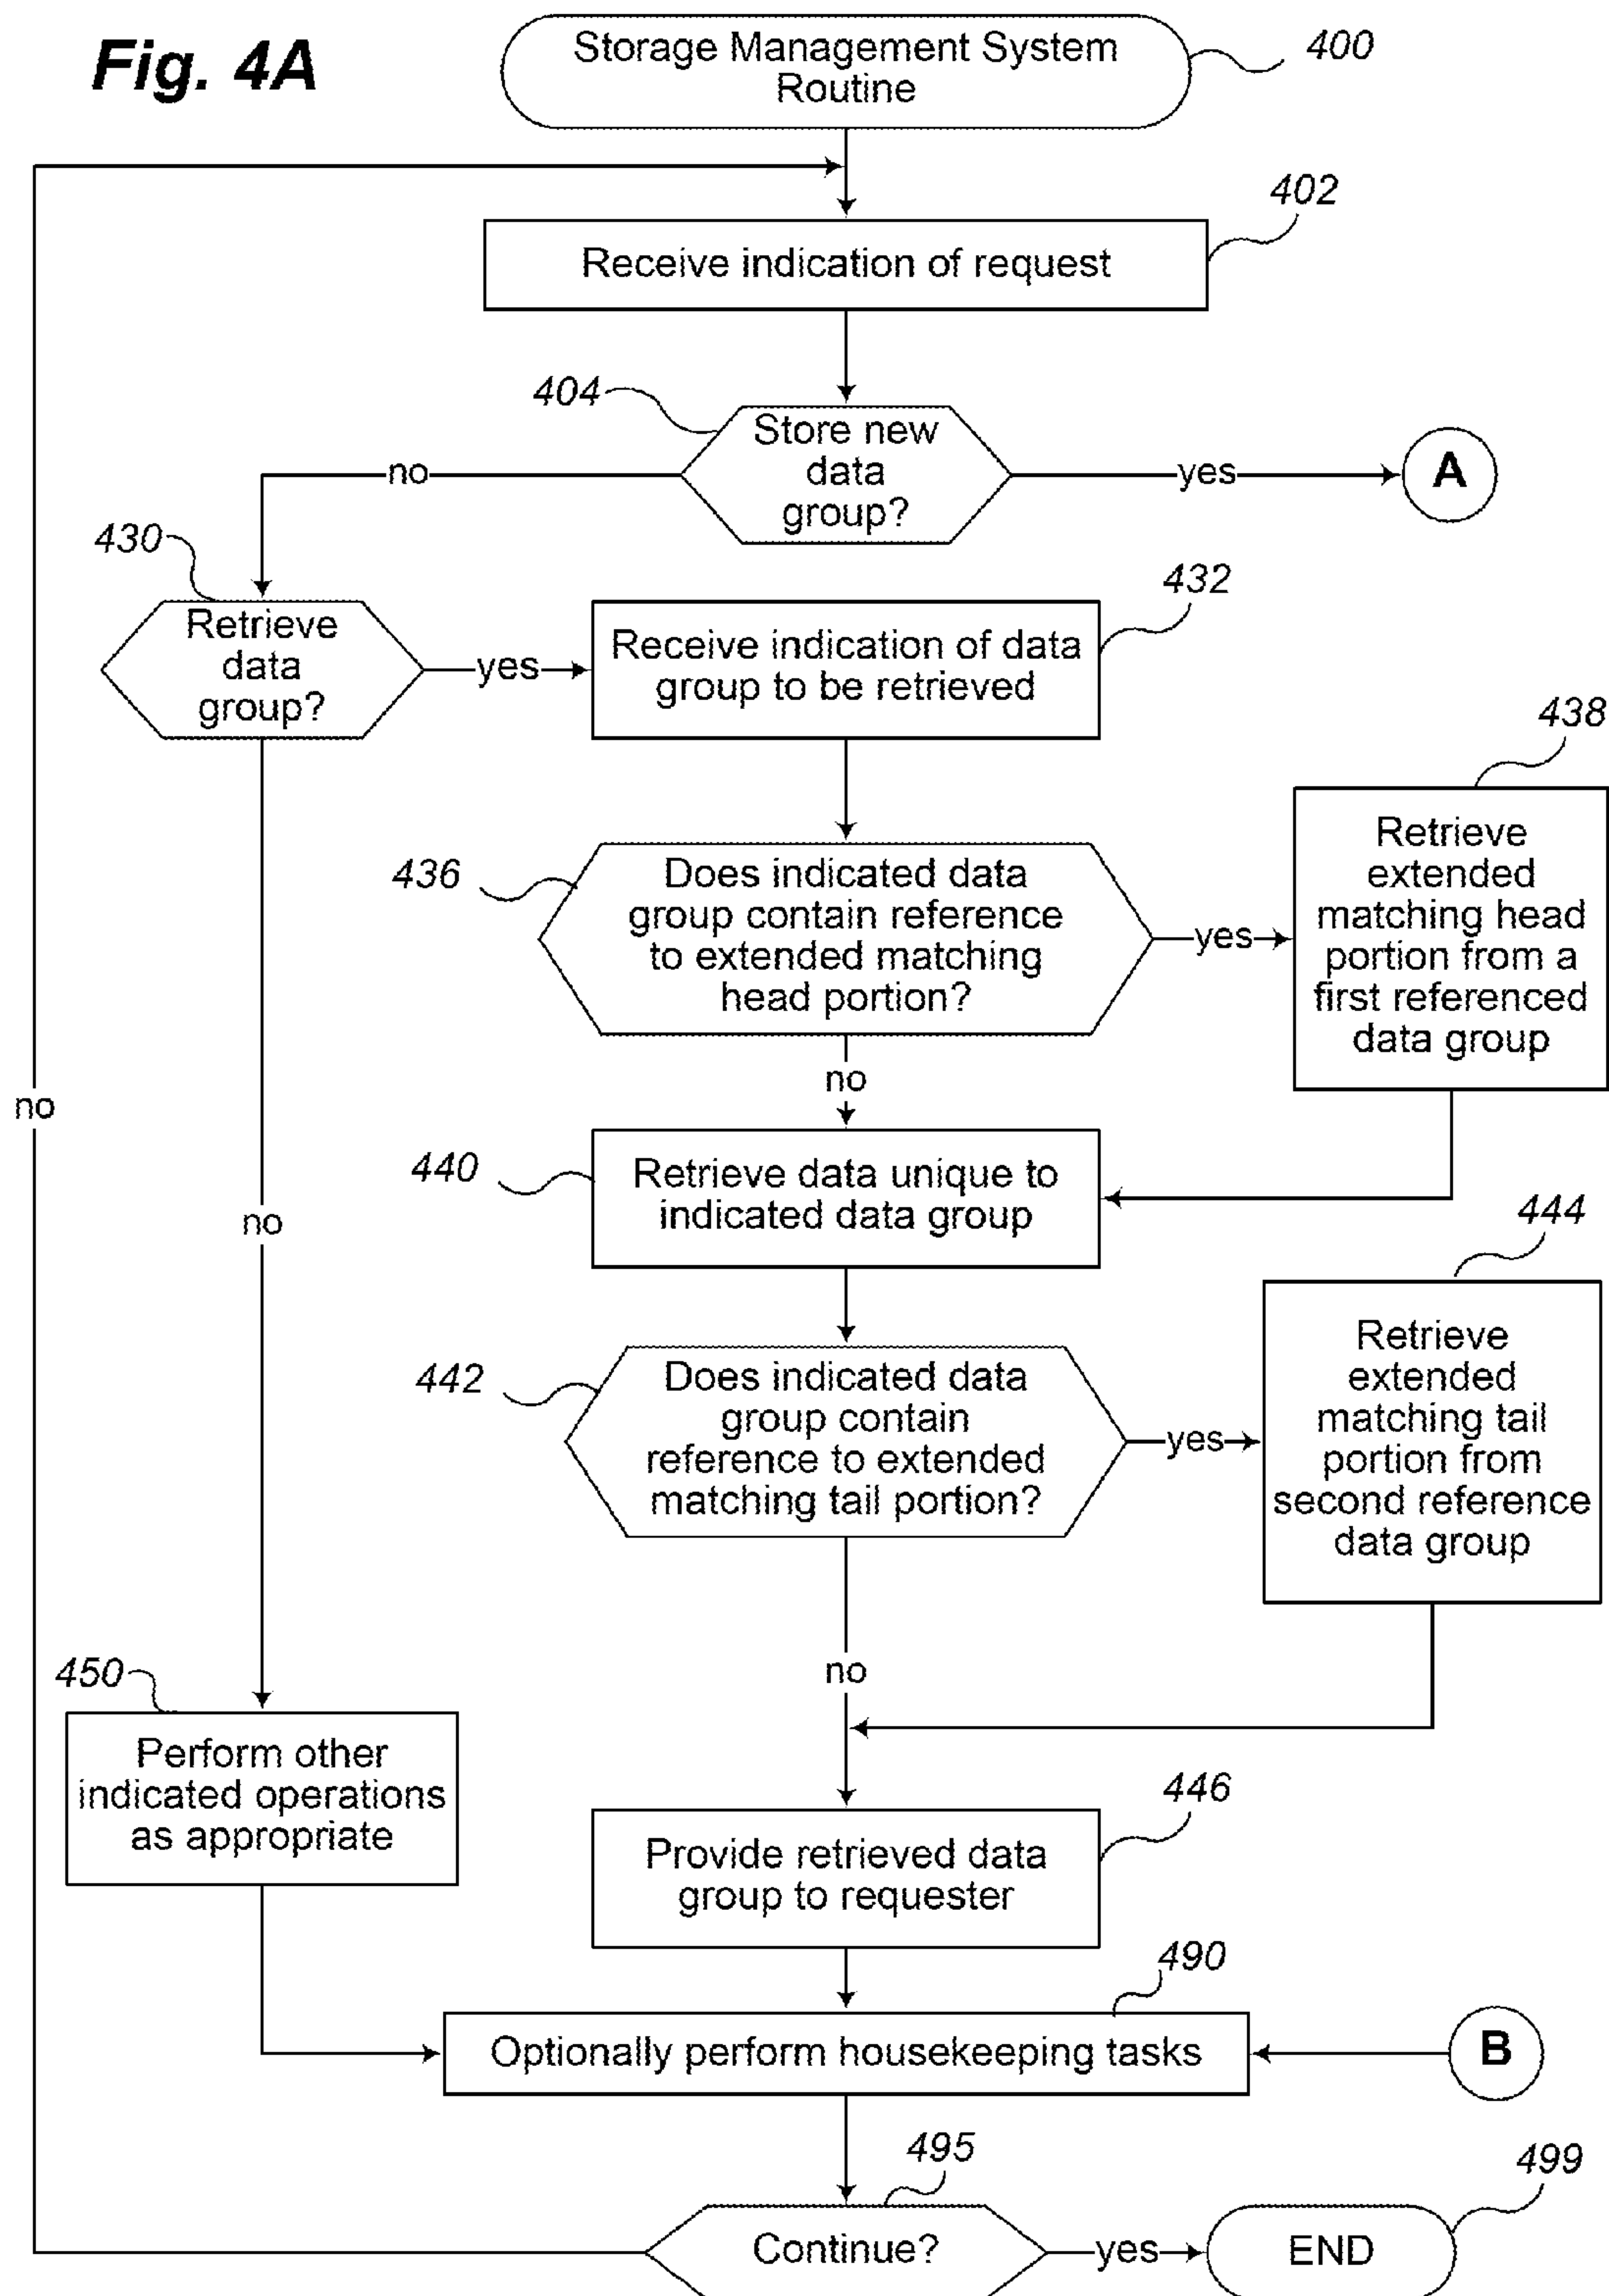 Fig. 4A
Storage Management System
Routine
400
402
Receive indication of request
404
Store new
data
group?
no
yes
A
430
Retrieve
data
group?
yes
432
Receive indication of data
group to be retrieved
438
Retrieve
extended
matching head
portion from a
first referenced
data group
436
Does indicated data
group contain reference
to extended matching
head portion?
yes
no
no
440
Retrieve data unique to
indicated data group
no
444
Retrieve
extended
matching tail
portion from
second reference
data group
442
Does indicated data
group contain
reference to extended
matching tail portion?
yes
no
450
Perform other
indicated operations
as appropriate
446
Provide retrieved data
group to requester
490
Optionally perform housekeeping tasks
B
495
Continue?
yes
499
END